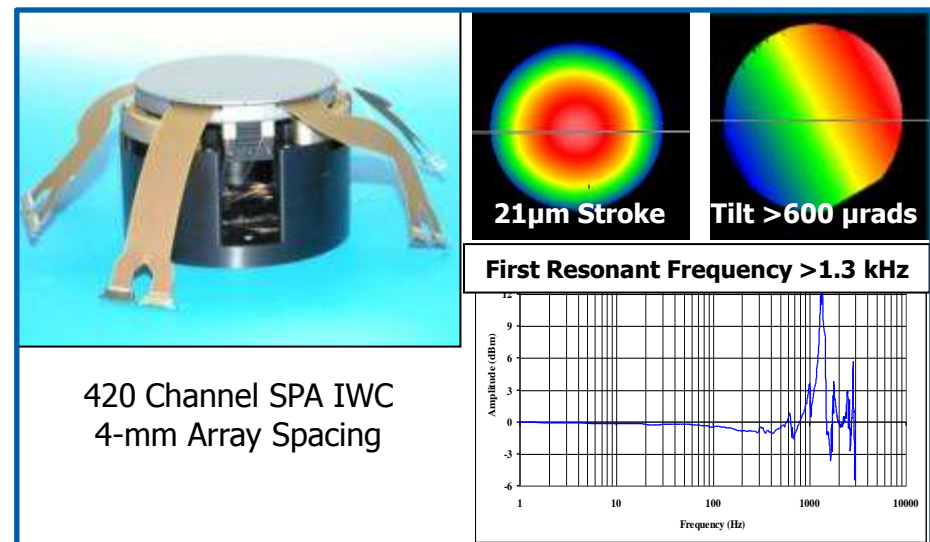 21µm Stroke
Tilt >600 µrads
First Resonant Frequency >1.3 kHz
420 Channel SPA IWC
4-mm Array Spacing
Amplitude (dBm)
12
9
6
3
0
-3
-6
1
10
100
1000
10000
Frequency (Hz)